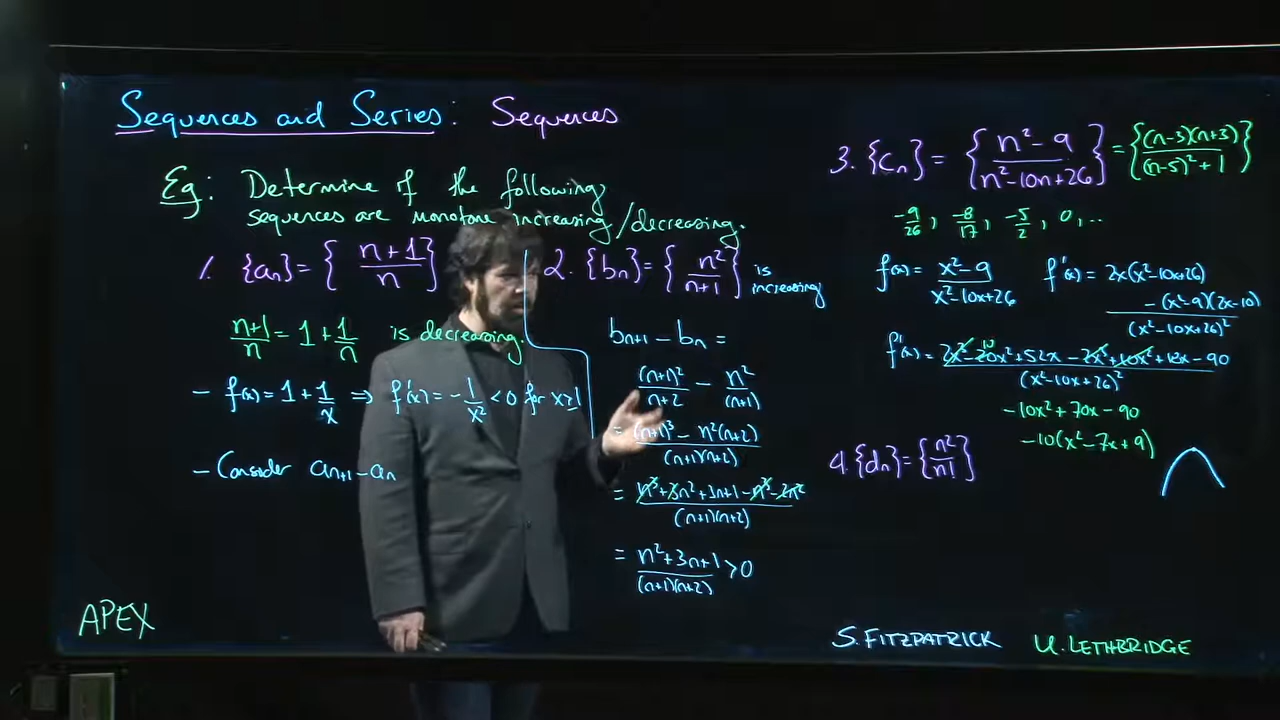 Sequences and Series: Sequences
Eg: Determine if the following
sequences are monotone increasing/decreasing.
1. {aₙ} = { (n+1)/n }
(n+1)/n = 1 + 1/n is decreasing.
- f(x) = 1 + 1/x ⇒ f'(x) = -1/x² < 0 for x≥1
- Consider aₙ₊₁ - aₙ
2. {bₙ} = { n²/(n+1) } is increasing
bₙ₊₁ - bₙ =
(n+1)²/(n+2) - n²/(n+1)
= ((n+1)³ - n²(n+2))/((n+1)(n+2))
= (n³+3n²+3n+1-n³-2n²)/((n+1)(n+2))
= (n²+3n+1)/((n+1)(n+2)) > 0
3. {cₙ} = { (n²-9)/(n²-10n+26) } = { (n-3)(n+3)/((n-5)²+1) }
-9/26, -8/17, -5/2, 0, ..
f(x) = (x²-9)/(x²-10x+26) f'(x) = (2x(x²-10x+26) - (x²-9)(2x-10))/(x²-10x+26)²
f'(x) = (2x³-20x²+52x-2x³+10x²+18x-90)/(x²-10x+26)²
-10x²+70x-90
-10(x²-7x+9)
4. {dₙ} = { n²/n! }
APEX
S. FITZPATRICK U. LETHBRIDGE